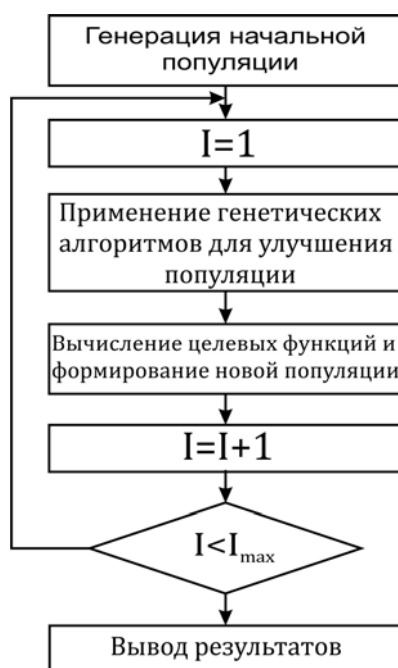 Генерация начальной
популяции
I=1
Применение генетических
алгоритмов для улучшения
популяции
Вычисление целевых функций и
формирование новой популяции
I=I+1
I<Imax
Вывод результатов